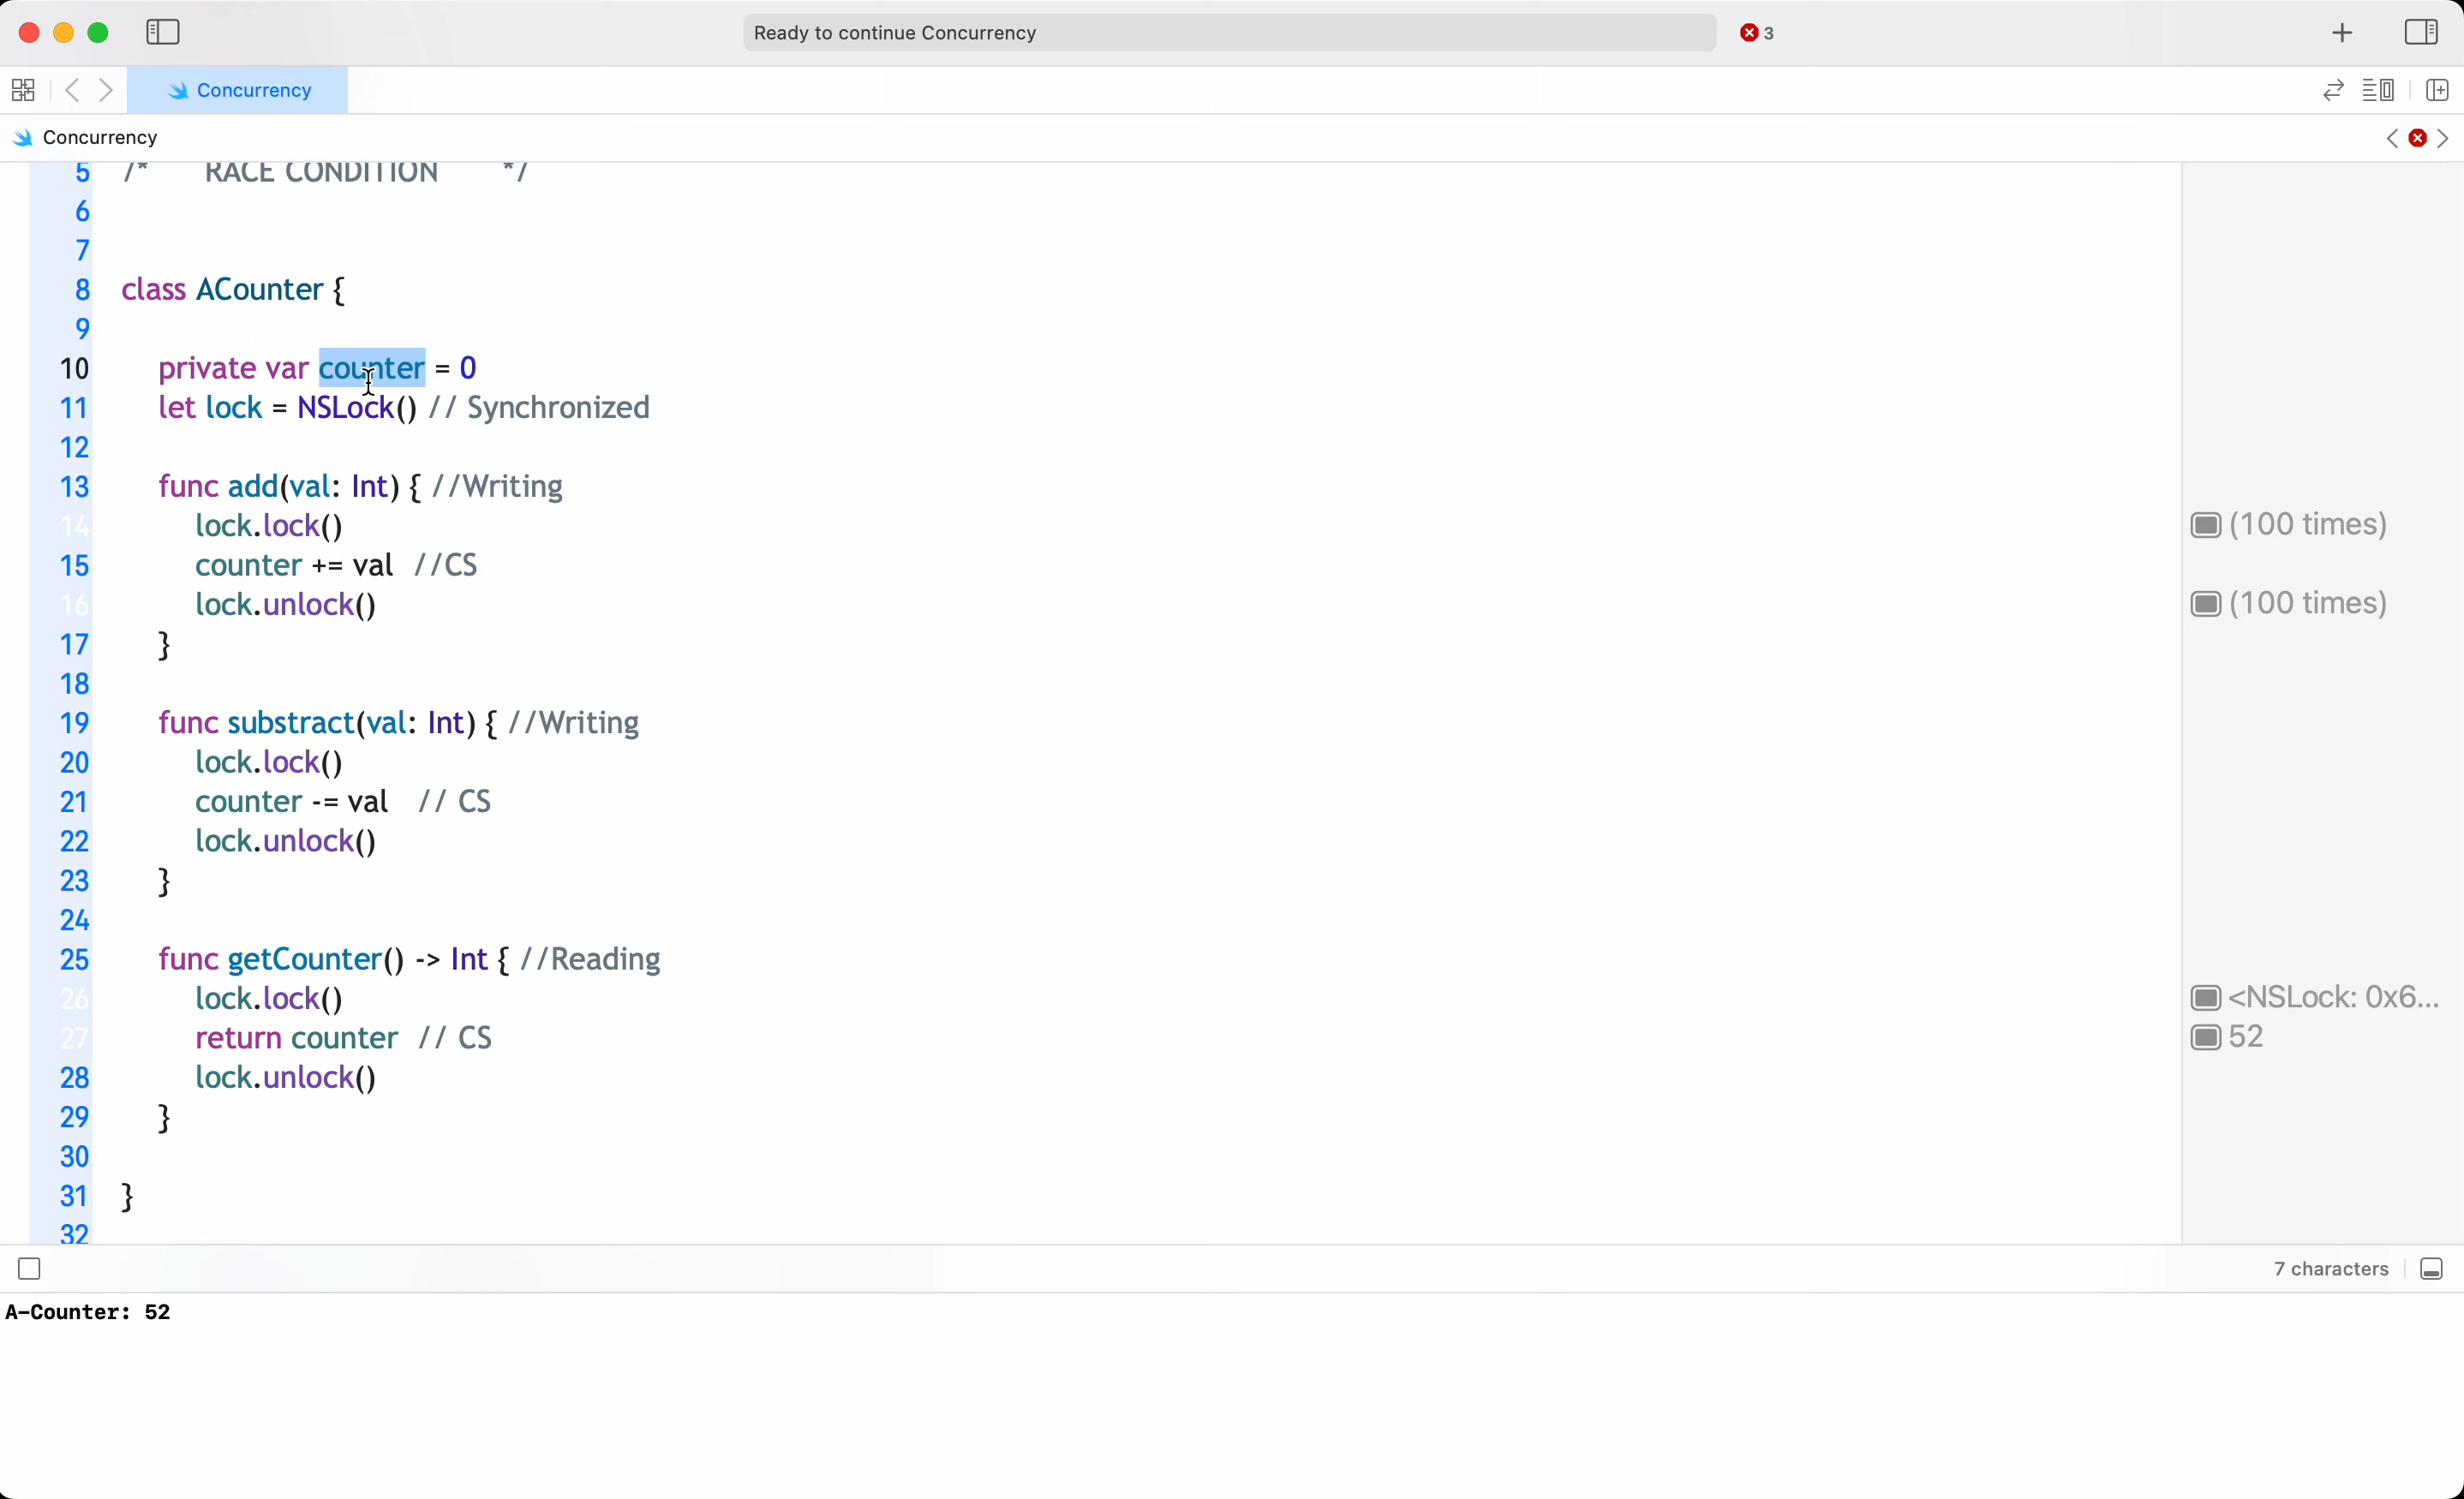 Ready to continue Concurrency
3
Concurrency
Concurrency
5 /* RACE CONDITION */
6
7
8 class ACounter {
9
10 private var counter = 0
11 let lock = NSLock() // Synchronized
12
13 func add(val: Int) { //Writing
14 lock.lock() (100 times)
15 counter += val //CS
16 lock.unlock() (100 times)
17 }
18
19 func substract(val: Int) { //Writing
20 lock.lock()
21 counter -= val // CS
22 lock.unlock()
23 }
24
25 func getCounter() -> Int { //Reading
26 lock.lock() <NSLock: 0x6...
27 return counter // CS 52
28 lock.unlock()
29 }
30
31 }
32
7 characters
A-Counter: 52